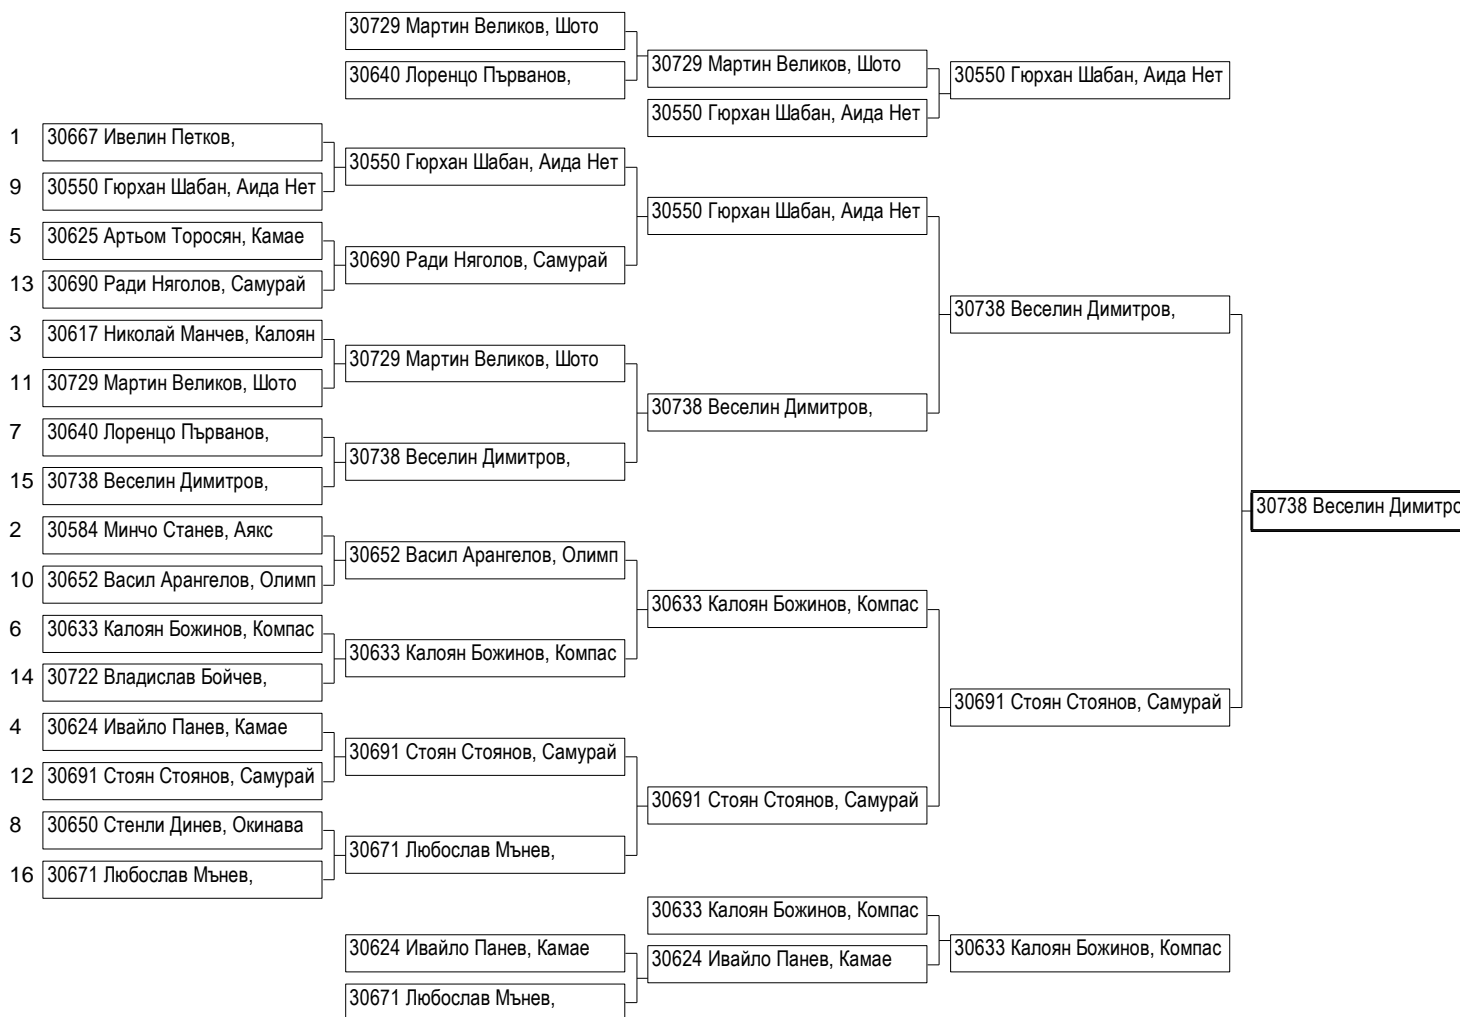 30729 Мартин Великов, Шото
30640 Лоренцо Първанов,
30729 Мартин Великов, Шото
30550 Гюрхан Шабан, Аида Нет
30550 Гюрхан Шабан, Аида Нет
1 30667 Ивелин Петков,
9 30550 Гюрхан Шабан, Аида Нет
5 30625 Артьом Торосян, Камае
13 30690 Ради Няголов, Самурай
3 30617 Николай Манчев, Калоян
11 30729 Мартин Великов, Шото
7 30640 Лоренцо Първанов,
15 30738 Веселин Димитров,
2 30584 Минчо Станев, Аякс
10 30652 Васил Арангелов, Олимп
6 30633 Калоян Божинов, Компас
14 30722 Владислав Бойчев,
4 30624 Ивайло Панев, Камае
12 30691 Стоян Стоянов, Самурай
8 30650 Стенли Динев, Окинава
16 30671 Любослав Мънев,
30550 Гюрхан Шабан, Аида Нет
30690 Ради Няголов, Самурай
30729 Мартин Великов, Шото
30738 Веселин Димитров,
30652 Васил Арангелов, Олимп
30633 Калоян Божинов, Компас
30691 Стоян Стоянов, Самурай
30671 Любослав Мънев,
30550 Гюрхан Шабан, Аида Нет
30738 Веселин Димитров,
30633 Калоян Божинов, Компас
30691 Стоян Стоянов, Самурай
30738 Веселин Димитров,
30691 Стоян Стоянов, Самурай
30738 Веселин Димитро
30624 Ивайло Панев, Камае
30671 Любослав Мънев,
30633 Калоян Божинов, Компас
30624 Ивайло Панев, Камае
30633 Калоян Божинов, Компас